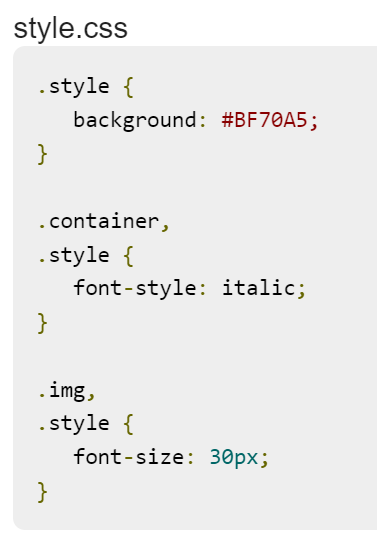 style.css
.style {
   background: #BF70A5;
}

.container,
.style {
   font-style: italic;
}

.img,
.style {
   font-size: 30px;
}